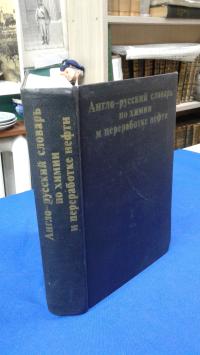 Англо-русский словарь
по химии
и переработке нефти
Англо-русский словарь
по химии
и переработке нефти